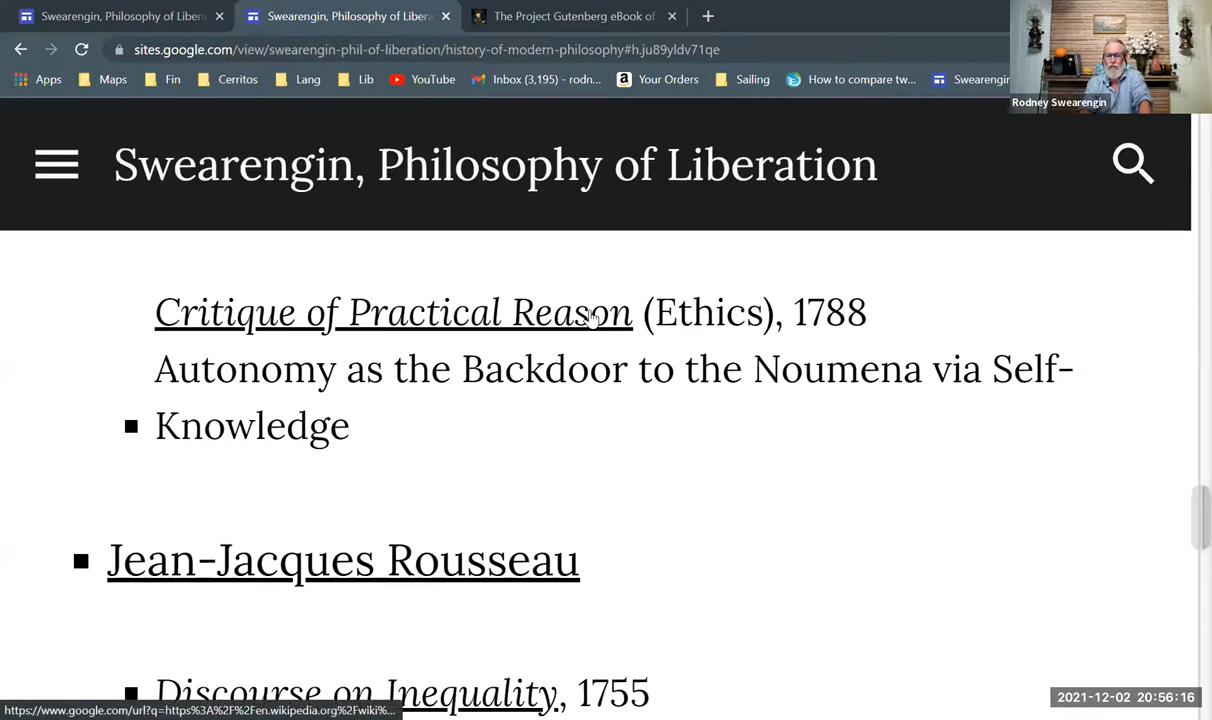 Swearengin, Philosophy of Libera
Swearengin, Philosophy of Libera
The Project Gutenberg eBook of
sites.google.com/view/swearengin-phil-of-liberation/history-of-modern-philosophy#h.ju89yldv71qe
Apps Maps Fin Cerritos Lang Lib YouTube Inbox (3,195) - rodn... Your Orders Sailing How to compare tw... Swearengin
Rodney Swearengin
Swearengin, Philosophy of Liberation
Critique of Practical Reason (Ethics), 1788
Autonomy as the Backdoor to the Noumena via Self-
Knowledge
Jean-Jacques Rousseau
Discourse on Inequality, 1755
https://www.google.com/url?q=https%3A%2F%2Fen.wikipedia.org%2Fwiki%...
2021-12-02 20:56:16